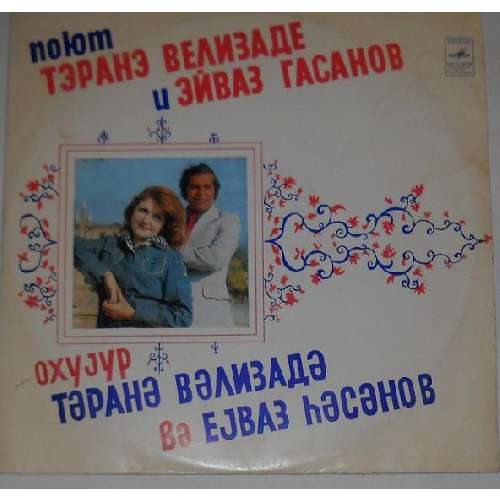 поют
ТЭРАНЭ ВЕЛИЗАДЕ
и ЭЙВАЗ ГАСАНОВ
охујур
ТӘРАНӘ ВӘЛИЗАДӘ
вә ЕЈВАЗ ҺӘСӘНОВ